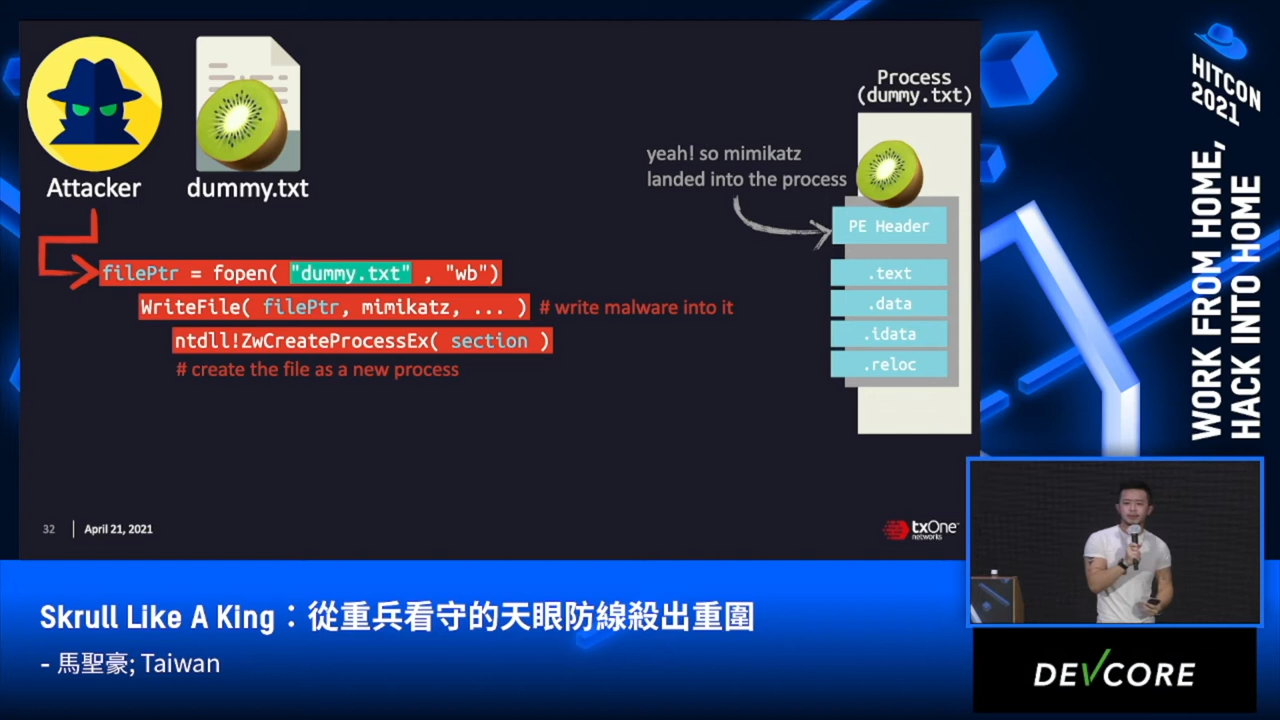 Attacker
dummy.txt
filePtr = fopen( "dummy.txt" , "wb")
WriteFile( filePtr, mimikatz, ... ) # write malware into it
ntdll!ZwCreateProcessEx( section )
# create the file as a new process
yeah! so mimikatz
landed into the process
Process
(dummy.txt)
PE Header
.text
.data
.idata
.reloc
32 | April 21, 2021
txOne
networks
HITCON
2021
WORK FROM HOME,
HACK INTO HOME
Skrull Like A King：從重兵看守的天眼防線殺出重圍
- 馬聖豪; Taiwan
DEVCORE